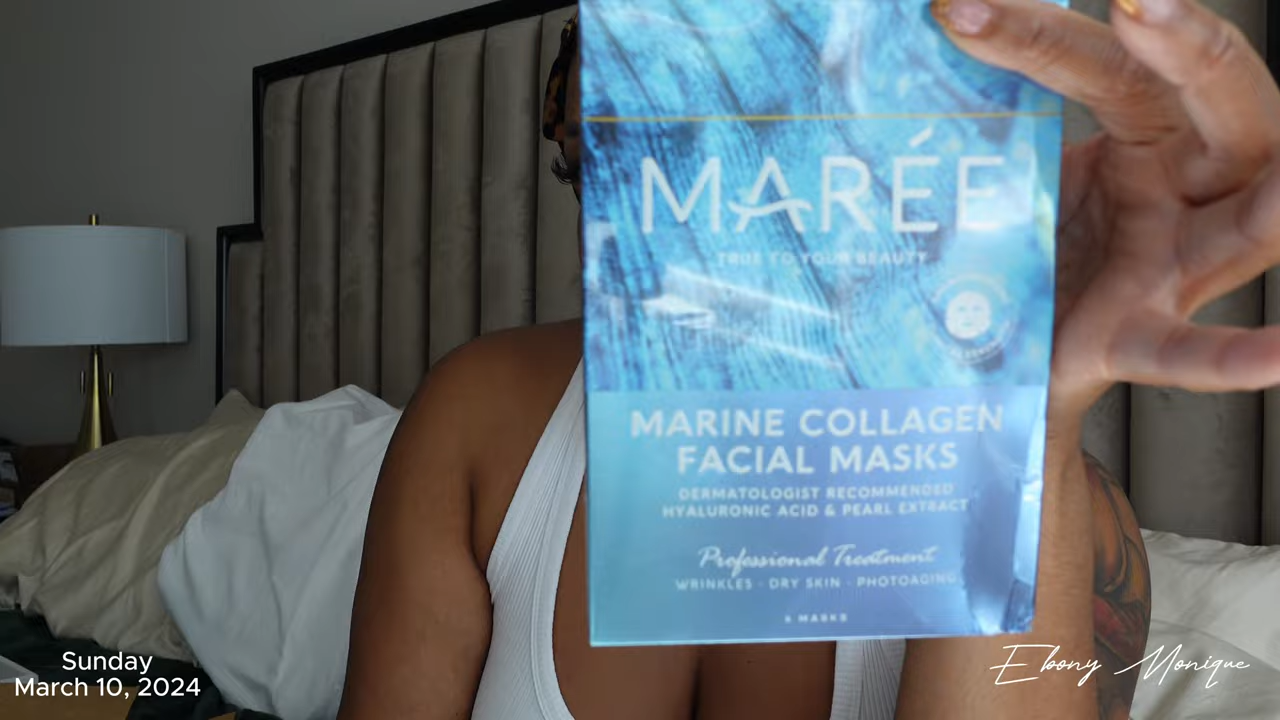 MARÉE
TRUE TO YOUR BEAUTY
MARINE COLLAGEN
FACIAL MASKS
DERMATOLOGIST RECOMMENDED
HYALURONIC ACID & PEARL EXTRACT
Professional Treatment
WRINKLES · DRY SKIN · PHOTOAGING
MASKS
Sunday
March 10, 2024
Ebony Monique